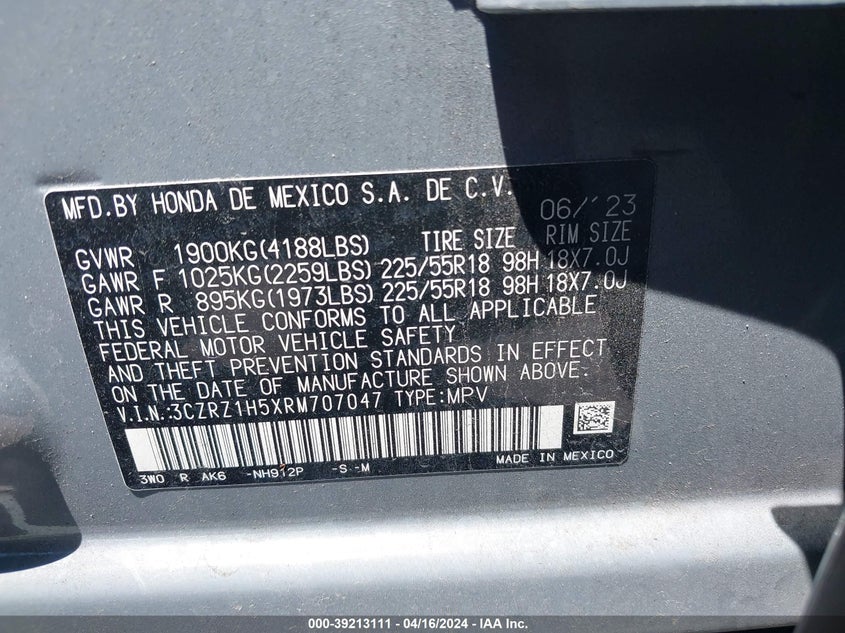 MFD.BY HONDA DE MEXICO S.A. DE C.V. 06/'23
GVWR 1900KG(4188LBS) TIRE SIZE RIM SIZE
GAWR F 1025KG(2259LBS) 225/55R18 98H 18X7.0J
GAWR R 895KG(1973LBS) 225/55R18 98H 18X7.0J
THIS VEHICLE CONFORMS TO ALL APPLICABLE
FEDERAL MOTOR VEHICLE SAFETY
AND THEFT PREVENTION STANDARDS IN EFFECT
ON THE DATE OF MANUFACTURE SHOWN ABOVE.
V.I.N.:3CZRZ1H5XRM707047 TYPE:MPV
3W0 R AK6 -NH912P -S -M MADE IN MEXICO
000-39213111 - 04/16/2024 - IAA Inc.